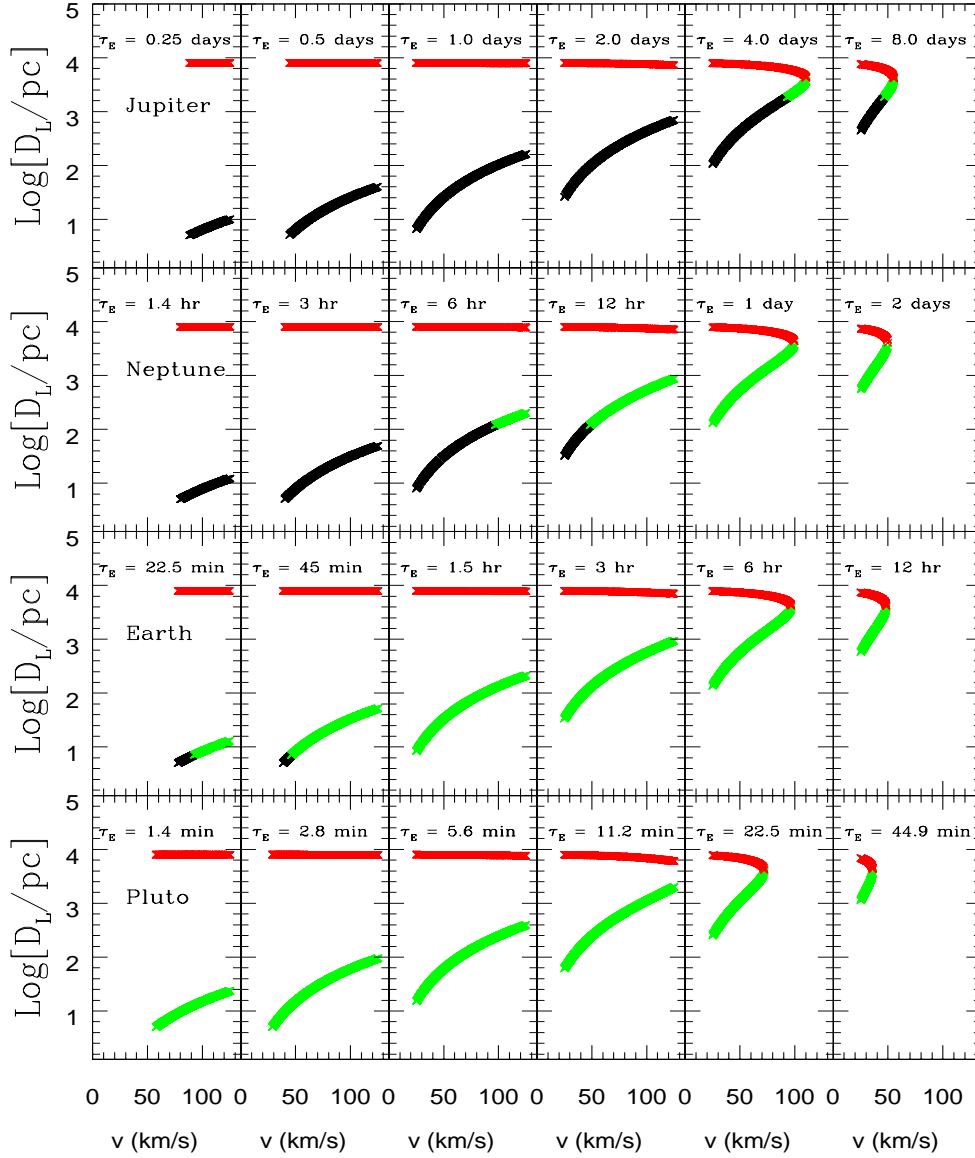 τ_E = 0.25 days τ_E = 0.5 days τ_E = 1.0 days τ_E = 2.0 days τ_E = 4.0 days τ_E = 8.0 days
Log[D_L/pc]
4
3
2
1
Jupiter
5
τ_E = 1.4 hr τ_E = 3 hr τ_E = 6 hr τ_E = 12 hr τ_E = 1 day τ_E = 2 days
Log[D_L/pc]
4
3
2
1
Neptune
5
τ_E = 22.5 min τ_E = 45 min τ_E = 1.5 hr τ_E = 3 hr τ_E = 6 hr τ_E = 12 hr
Log[D_L/pc]
4
3
2
1
Earth
5
τ_E = 1.4 min τ_E = 2.8 min τ_E = 5.6 min τ_E = 11.2 min τ_E = 22.5 min τ_E = 44.9 min
Log[D_L/pc]
4
3
2
1
Pluto
5
0 50 100 0 50 100 0 50 100 0 50 100 0 50 100 0 50 100
v (km/s) v (km/s) v (km/s) v (km/s) v (km/s) v (km/s)